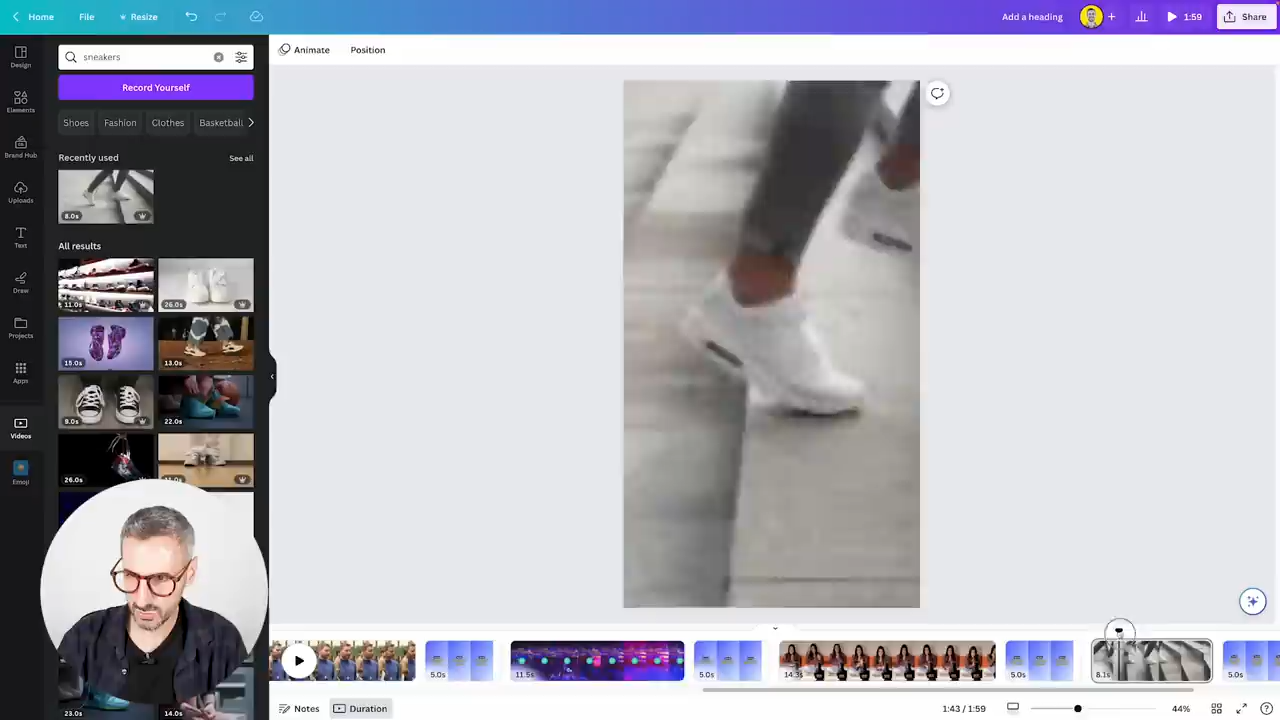 Home
File
Resize
Add a heading
1:59
Share
Design
Elements
Brand Hub
Uploads
Text
Draw
Projects
Apps
Videos
Emoji
sneakers
Record Yourself
Shoes
Fashion
Clothes
Basketball
Recently used
See all
8.0s
All results
11.0s
26.0s
15.0s
13.0s
9.0s
22.0s
26.0s
23.0s
14.0s
Animate
Position
5.0s
11.5s
5.0s
14.3s
5.0s
8.1s
5.0s
Notes
Duration
1:43 / 1:59
44%